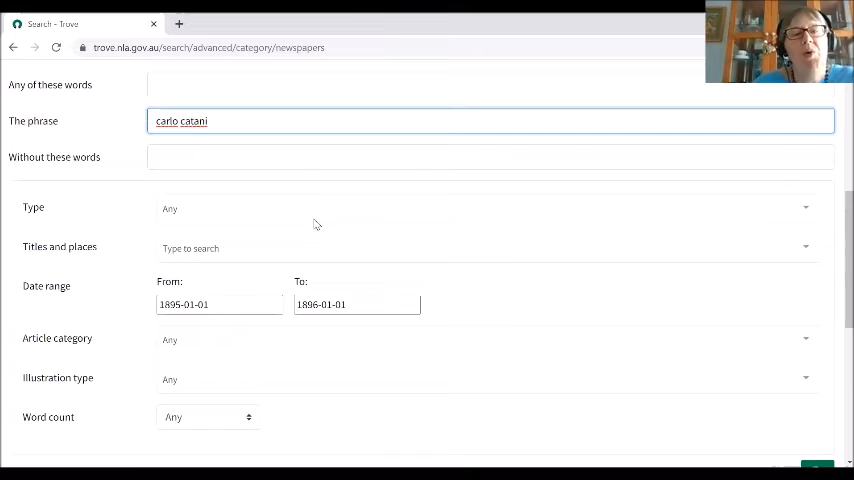 Search - Trove
trove.nla.gov.au/search/advanced/category/newspapers
Any of these words
The phrase
carlo catani
Without these words
Type
Any
Titles and places
Type to search
Date range
From:
To:
1895-01-01
1896-01-01
Article category
Any
Illustration type
Any
Word count
Any